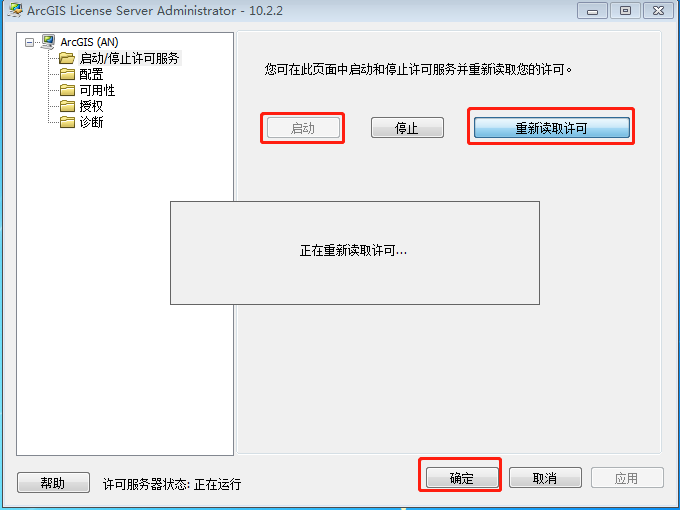 ArcGIS License Server Administrator - 10.2.2
ArcGIS (AN)
启动/停止许可服务
配置
可用性
授权
诊断
您可在此页面中启动和停止许可服务并重新读取您的许可。
启动 停止 重新读取许可
正在重新读取许可...
帮助 许可服务器状态: 正在运行 确定 取消 应用